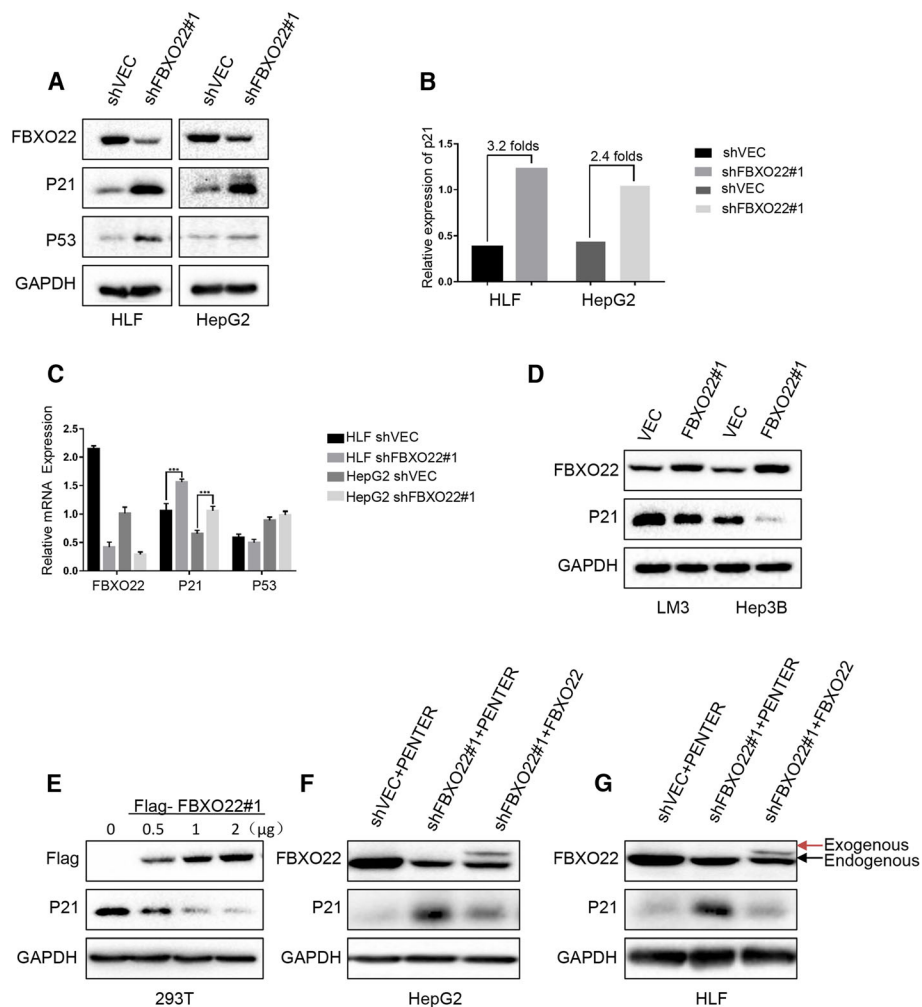 A
shVEC
shFBXO22#1
shVEC
shFBXO22#1
FBXO22
P21
P53
GAPDH
HLF
HepG2
B
Relative expression of p21
1.5
1.0
0.5
0.0
3.2 folds
2.4 folds
HLF
HepG2
shVEC
shFBXO22#1
shVEC
shFBXO22#1
C
Relative mRNA Expression
2.5
2.0
1.5
1.0
0.5
0.0
***
***
FBXO22
P21
P53
HLF shVEC
HLF shFBXO22#1
HepG2 shVEC
HepG2 shFBXO22#1
D
VEC
FBXO22#1
VEC
FBXO22#1
FBXO22
P21
GAPDH
LM3
Hep3B
E
Flag- FBXO22#1
0 0.5 1 2 (μg)
Flag
P21
GAPDH
293T
F
shVEC+PENTER
shFBXO22#1+PENTER
shFBXO22#1+FBXO22
FBXO22
P21
GAPDH
HepG2
G
shVEC+PENTER
shFBXO22#1+PENTER
shFBXO22#1+FBXO22
FBXO22
Exogenous
Endogenous
P21
GAPDH
HLF